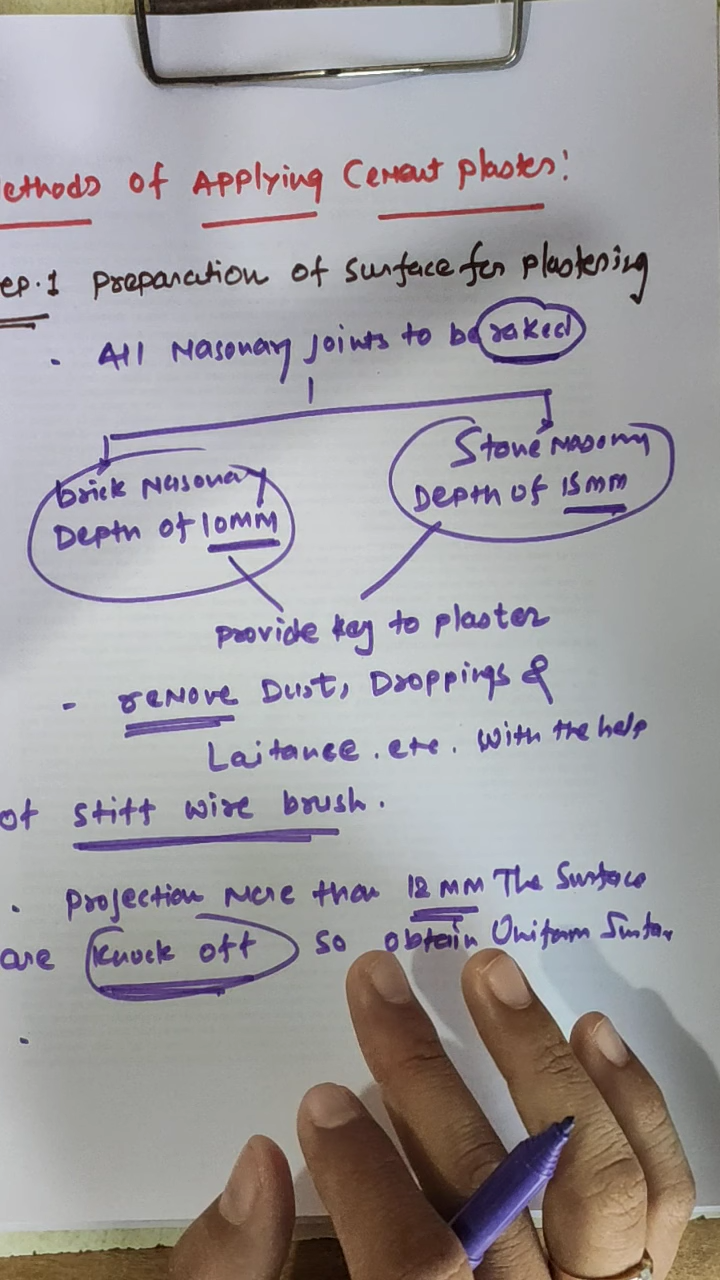 ethods of Applying Cement plaster:
ep.1 preparation of surface for plastering
. All Masonary joints to be raked
Stone Masonry
Depth of 15MM
brick Masonary
Depth of 10MM
provide key to plaster
- remove Dust, Droppings &
Laitance. etc. With the help
of stiff wire brush.
. projection more than 12 MM The Surface
are Knock off so obtain Uniform Surface
.